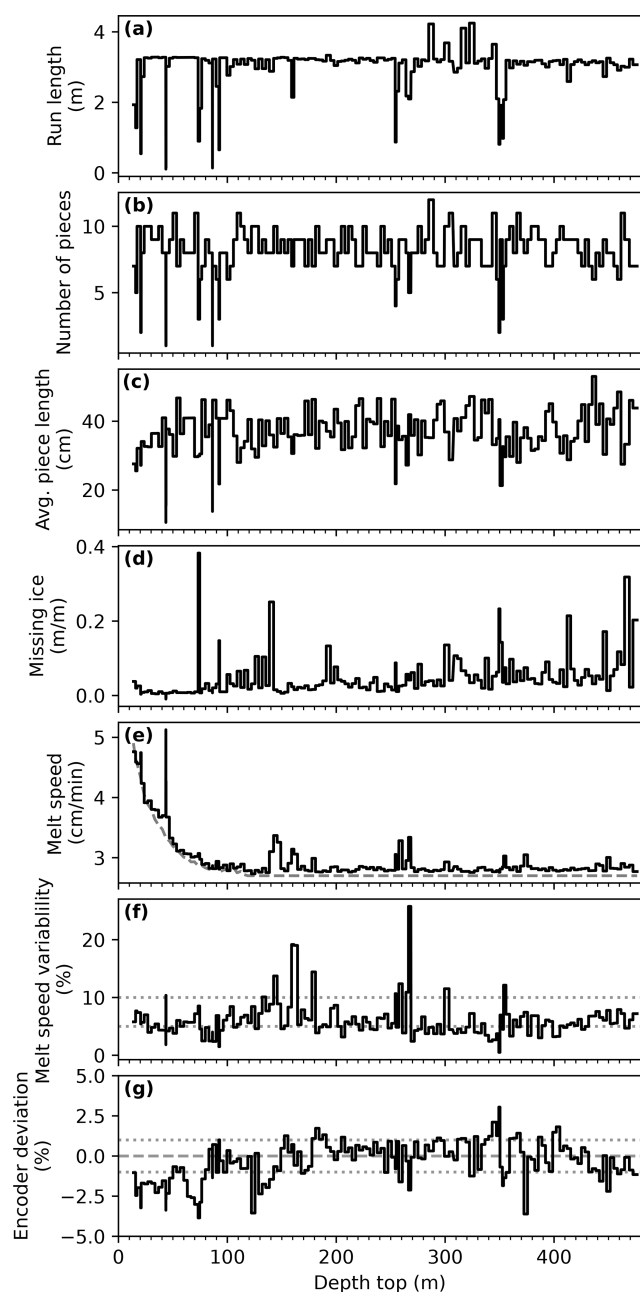 (a)
Run length
(m)
4
2
0
(b)
Number of pieces
10
5
(c)
Avg. piece length
(cm)
40
20
(d)
Missing ice
(m/m)
0.4
0.2
0.0
(e)
Melt speed
(cm/min)
5
4
3
(f)
Melt speed variablility
(%)
20
10
0
(g)
Encoder deviation
(%)
5.0
2.5
0.0
−2.5
−5.0
0 100 200 300 400
Depth top (m)